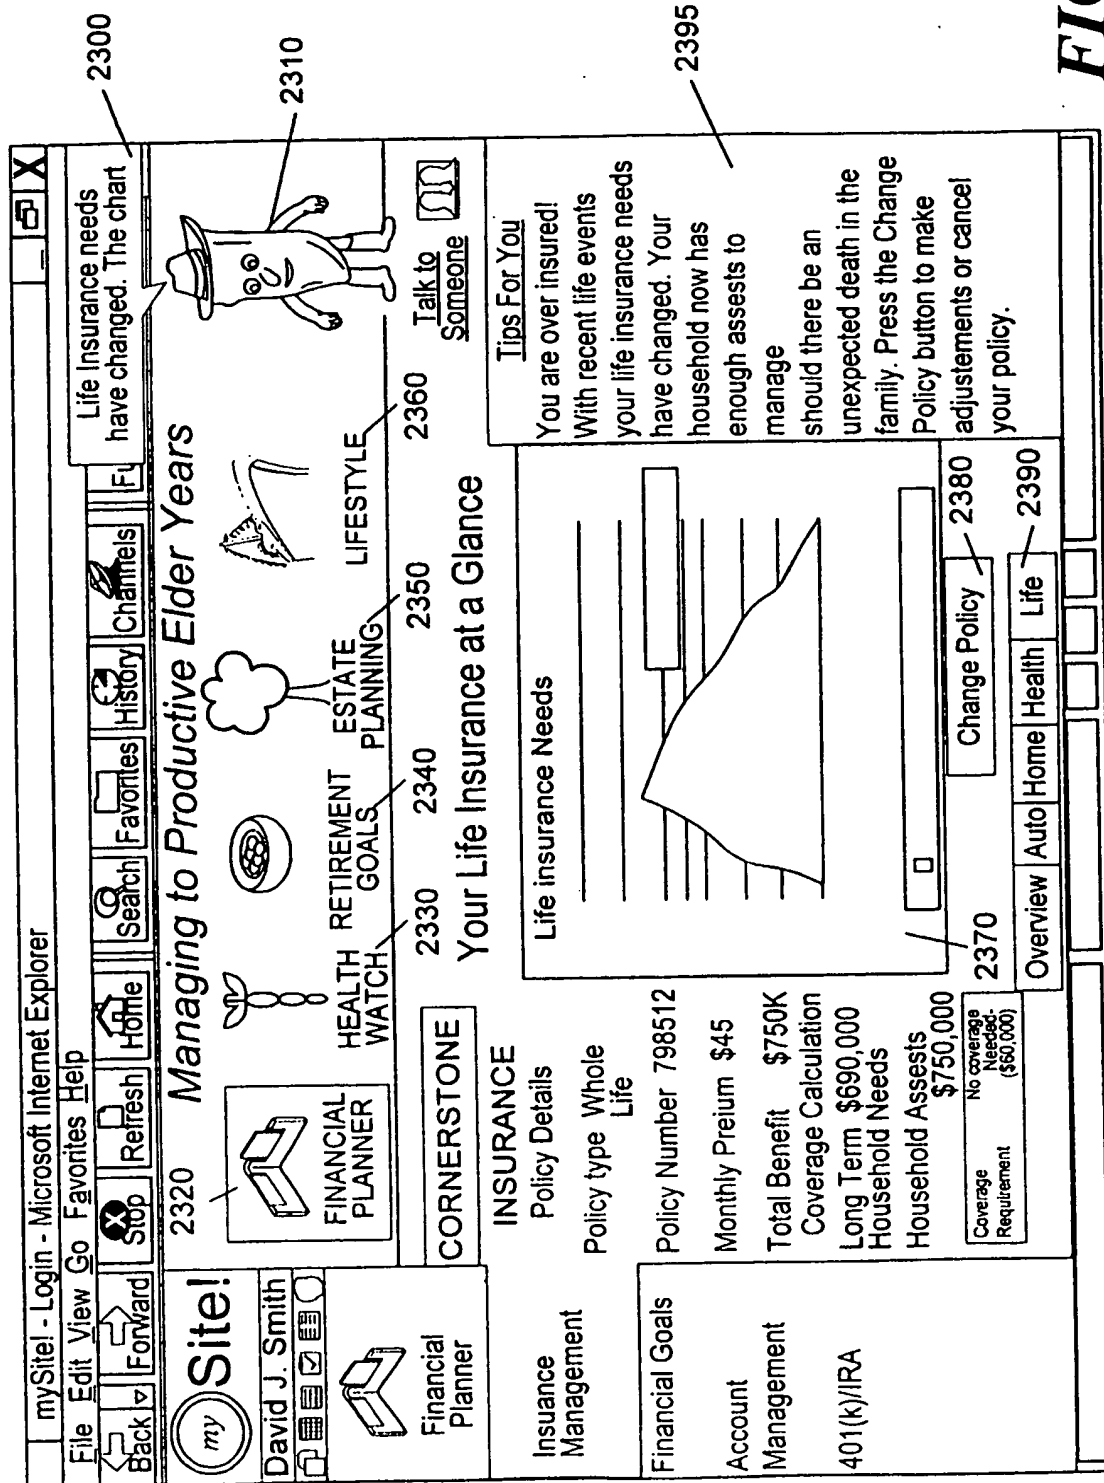 mySite! - Login - Microsoft Internet Explorer
File Edit View Go Favorites Help
Back Forward Stop Refresh Home Search Favorites History Channels Fu
Life Insurance needs
have changed. The chart
2300
my Site!
David J. Smith
Financial
Planner
2320
FINANCIAL
PLANNER
Managing to Productive Elder Years
HEALTH
WATCH
2330
RETIREMENT
GOALS
2340
ESTATE
PLANNING
2350
LIFESTYLE
2360
2310
Talk to
Someone
Insuance
Management
Financial Goals
Account
Management
401(k)/IRA
CORNERSTONE
INSURANCE
Policy Details
Policy type Whole
Life
Policy Number 798512
Monthly Preium $45
Total Benefit $750K
Coverage Calculation
Long Term $690,000
Household Needs
Household Assests
$750,000
Coverage
Requirement
No coverage
Needed-
($60,000)
Your Life Insurance at a Glance
Life insurance Needs
2370
Change Policy
2380
Overview Auto Home Health Life
2390
Tips For You
You are over insured!
With recent life events
your life insurance needs
have changed. Your
household now has
enough assests to
manage
should there be an
unexpected death in the
family. Press the Change
Policy button to make
adjustements or cancel
your policy.
2395